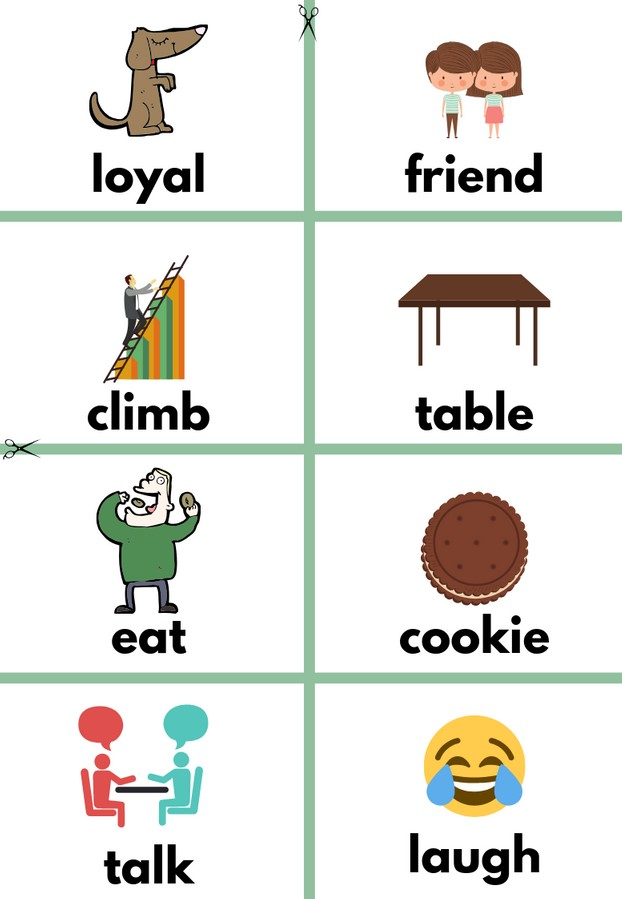 loyal
friend
climb
table
eat
cookie
talk
laugh